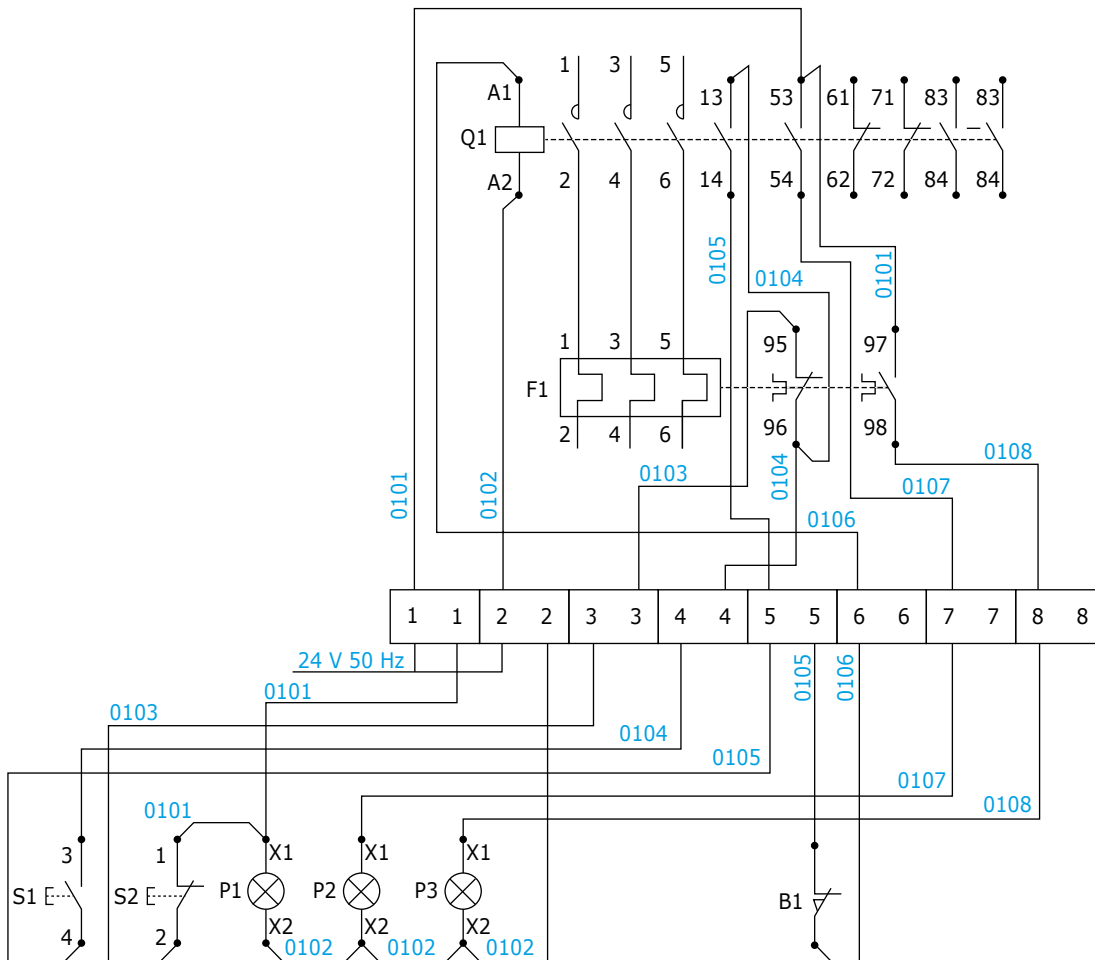 1 3 5
A1 13 53 61 71 83 83
Q1
A2 2 4 6 14 54 62 72 84 84
0105 0104 0101
1 3 5 95 97
F1
2 4 6 96 98
0108
0101 0102 0103 0104 0107
0106
1 1 2 2 3 3 4 4 5 5 6 6 7 7 8 8
24 V 50 Hz 0105 0106
0101
0103
0104
0105
0107
0108
0101
3 1 X1 X1 X1
S1 S2 P1 P2 P3 B1
4 2 X2 X2 X2
0102 0102 0102